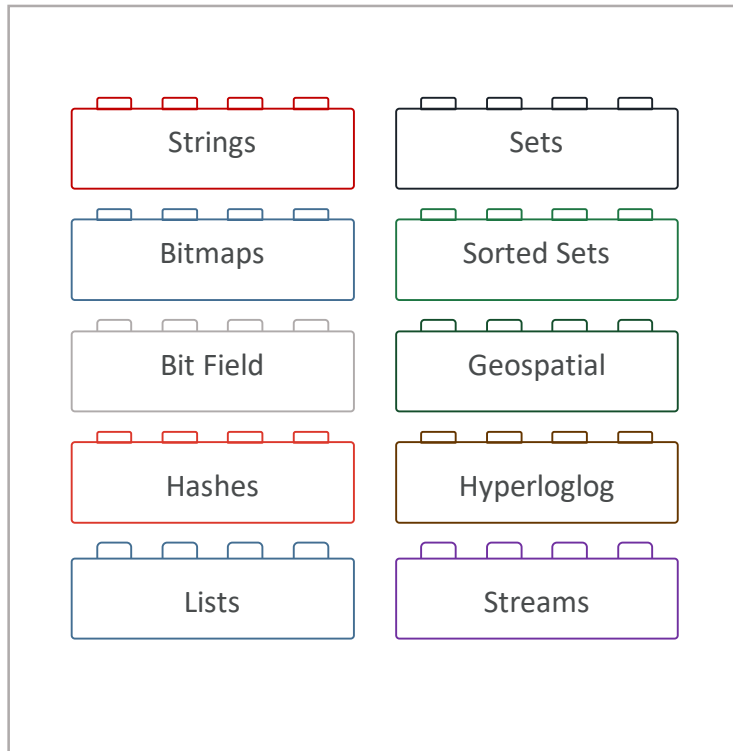 Strings
Sets
Bitmaps
Sorted Sets
Bit Field
Geospatial
Hashes
Hyperloglog
Lists
Streams